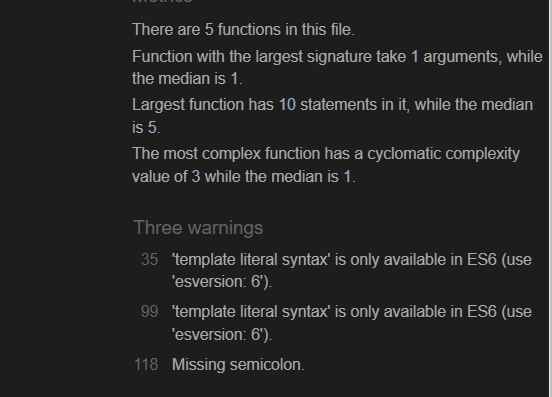 Metrics
There are 5 functions in this file.
Function with the largest signature take 1 arguments, while
the median is 1.
Largest function has 10 statements in it, while the median
is 5.
The most complex function has a cyclomatic complexity
value of 3 while the median is 1.
Three warnings
35 'template literal syntax' is only available in ES6 (use
'esversion: 6').
99 'template literal syntax' is only available in ES6 (use
'esversion: 6').
118 Missing semicolon.